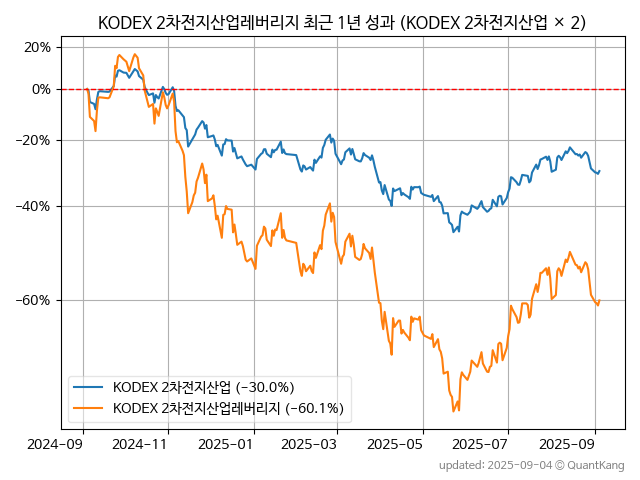 KODEX 2차전지산업레버리지 최근 1년 성과 (KODEX 2차전지산업 × 2)
20%
0%
−20%
−40%
−60%
KODEX 2차전지산업 (−30.0%)
KODEX 2차전지산업레버리지 (−60.1%)
2024-09 2024-11 2025-01 2025-03 2025-05 2025-07 2025-09
updated: 2025-09-04 © QuantKang